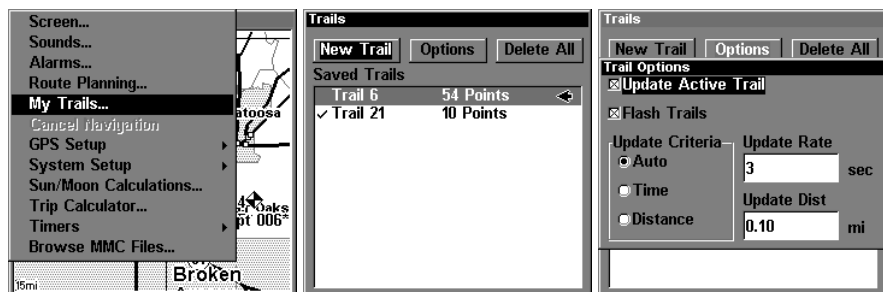 Screen...
Sounds...
Alarms...
Route Planning...
My Trails...
Cancel Navigation
GPS Setup
System Setup
Sun/Moon Calculations...
Trip Calculator...
Timers
Browse MMC Files...
atoosa
Oaks
pt 006*
Broken
15mi
Trails
New Trail Options Delete All
Saved Trails
Trail 6 54 Points
Trail 21 10 Points
Trails
New Trail Options Delete All
Trail Options
Update Active Trail
Flash Trails
Update Criteria
Auto
Time
Distance
Update Rate
3 sec
Update Dist
0.10 mi